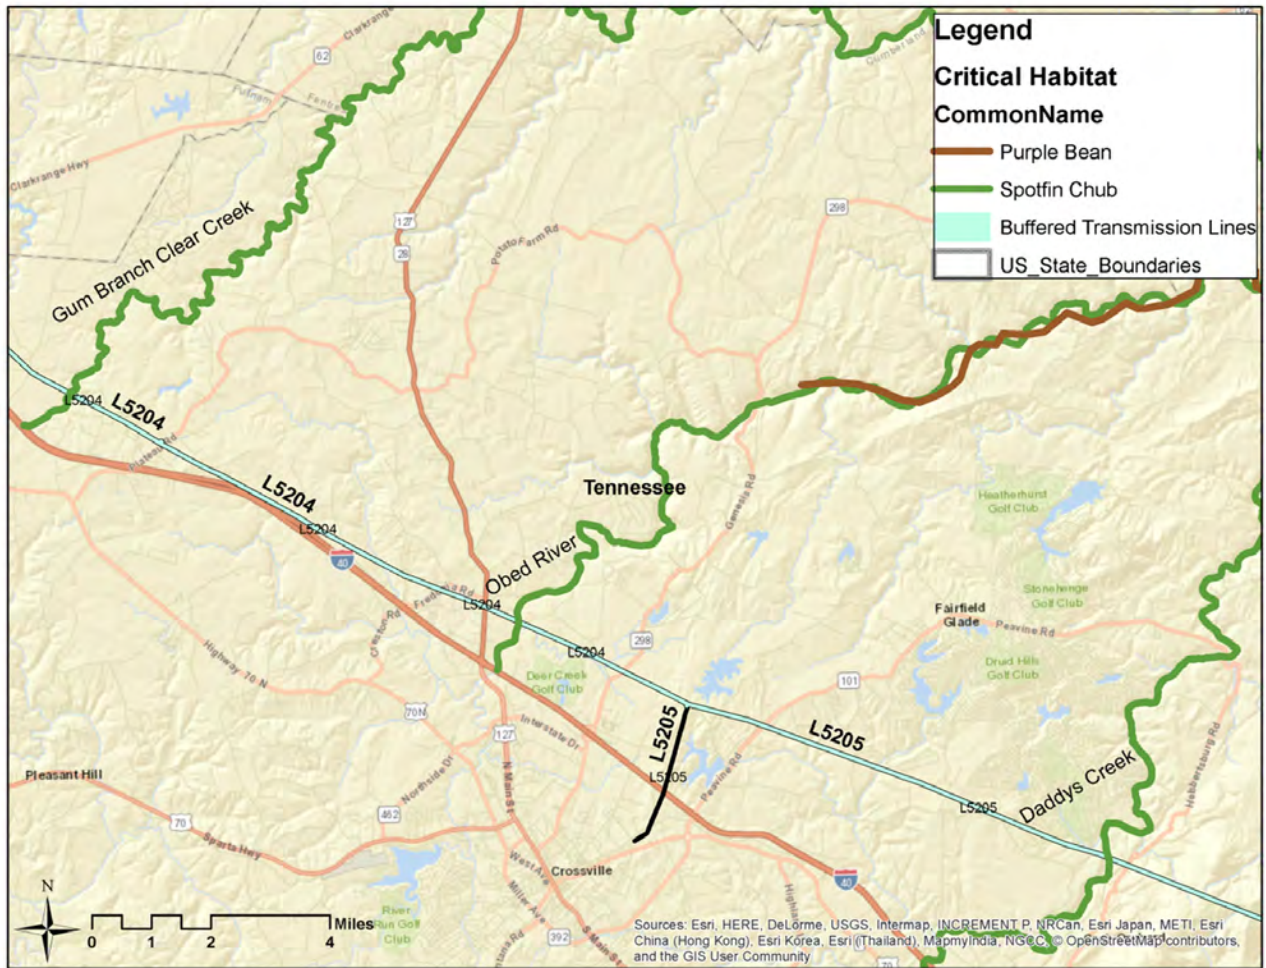 Legend
Critical Habitat
CommonName
Purple Bean
Spotfin Chub
Buffered Transmission Lines
US_State_Boundaries
Clarkrange
62
Cumberland
Putnam
Fentress
Clarkrange Hwy
127
28
298
Potato Farm Rd
Gum Branch Clear Creek
L5204
L5204
Plateau Rd
L5204
L5204
40
Tennessee
Genesis Rd
Heatherhurst
Golf Club
Obed River
Stonehenge
Golf Club
Creston Rd
L5204
Fairfield
Glade
Peavine Rd
Highway 70 N
L5204
298
Druid Hills
Golf Club
Deer Creek
Golf Club
101
70N
127
Interstate Dr
L5205
L5205
Hebbertsburg Rd
Pleasant Hill
L5205
Peavine Rd
Northside Dr
N Main St
L5205
Daddys Creek
462
70
Sparta Hwy
West Ave
Crossville
40
Miller Ave
S Main St
392
River
Run Golf
Club
N
0 1 2 4
Miles
70
Sources: Esri, HERE, DeLorme, USGS, Intermap, INCREMENT P, NRCan, Esri Japan, METI, Esri
China (Hong Kong), Esri Korea, Esri (Thailand), MapmyIndia, NGCC, © OpenStreetMap contributors,
and the GIS User Community